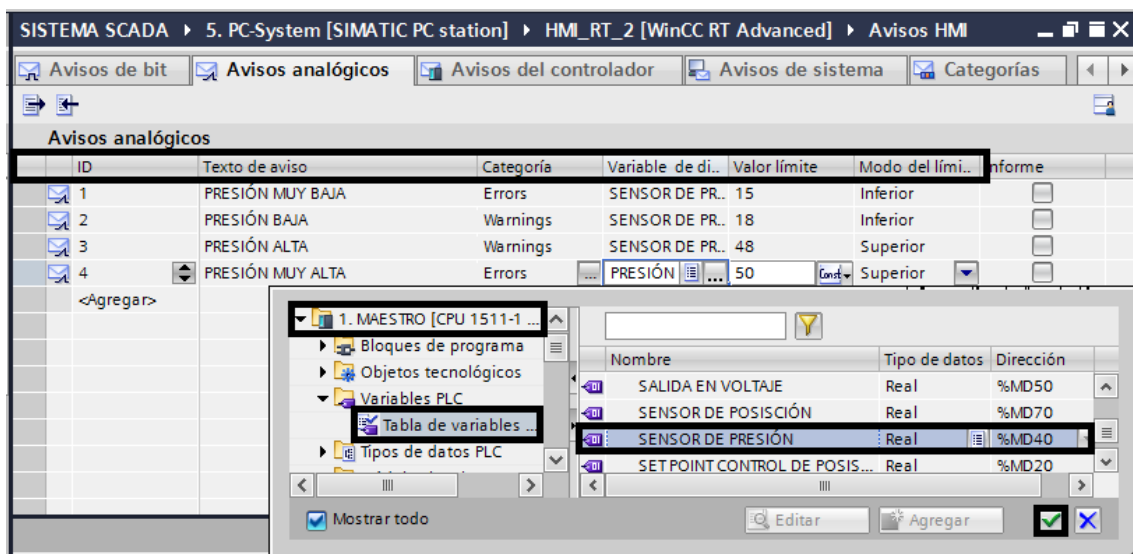 SISTEMA SCADA ▸ 5. PC-System [SIMATIC PC station] ▸ HMI_RT_2 [WinCC RT Advanced] ▸ Avisos HMI
Avisos de bit Avisos analógicos Avisos del controlador Avisos de sistema Categorías
Avisos analógicos
ID Texto de aviso Categoría Variable de di... Valor límite Modo del lími... Informe
1 PRESIÓN MUY BAJA Errors SENSOR DE PR... 15 Inferior
2 PRESIÓN BAJA Warnings SENSOR DE PR... 18 Inferior
3 PRESIÓN ALTA Warnings SENSOR DE PR... 48 Superior
4 PRESIÓN MUY ALTA Errors ... PRESIÓN ... 50 Const Superior
<Agregar>
1. MAESTRO [CPU 1511-1 ...
Bloques de programa
Objetos tecnológicos
Variables PLC
Tabla de variables ...
Tipos de datos PLC
Nombre Tipo de datos Dirección
SALIDA EN VOLTAJE Real %MD50
SENSOR DE POSISCIÓN Real %MD70
SENSOR DE PRESIÓN Real %MD40
SET POINT CONTROL DE POSIS... Real %MD20
Mostrar todo Editar Agregar